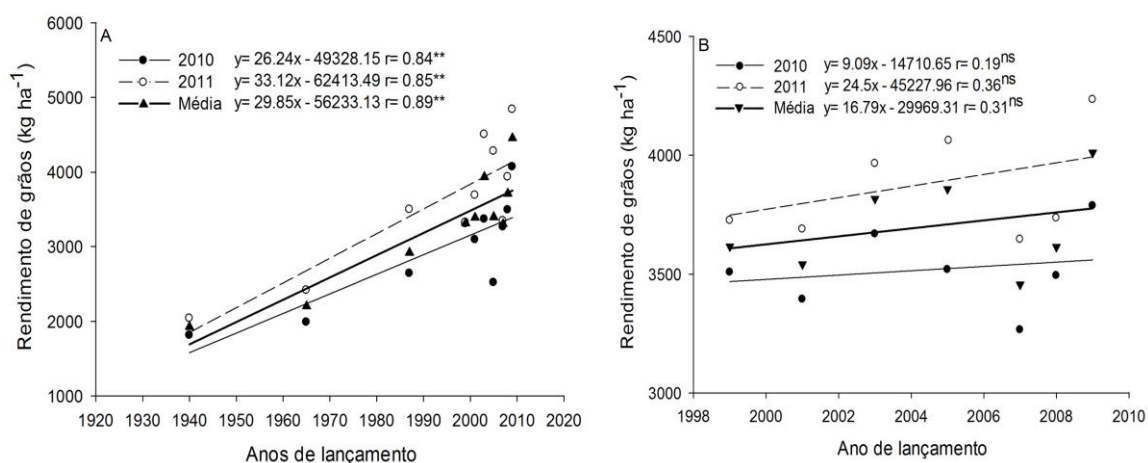 A
2010 y= 26.24x - 49328.15 r= 0.84**
2011 y= 33.12x - 62413.49 r= 0.85**
Média y= 29.85x - 56233.13 r= 0.89**
Rendimento de grãos (kg ha-1)
6000
5000
4000
3000
2000
1000
1920 1930 1940 1950 1960 1970 1980 1990 2000 2010 2020
Anos de lançamento
B
2010 y= 9.09x - 14710.65 r= 0.19ns
2011 y= 24.5x - 45227.96 r= 0.36ns
Média y= 16.79x - 29969.31 r= 0.31ns
Rendimento de grãos (kg ha-1)
4500
4000
3500
3000
1998 2000 2002 2004 2006 2008 2010
Ano de lançamento